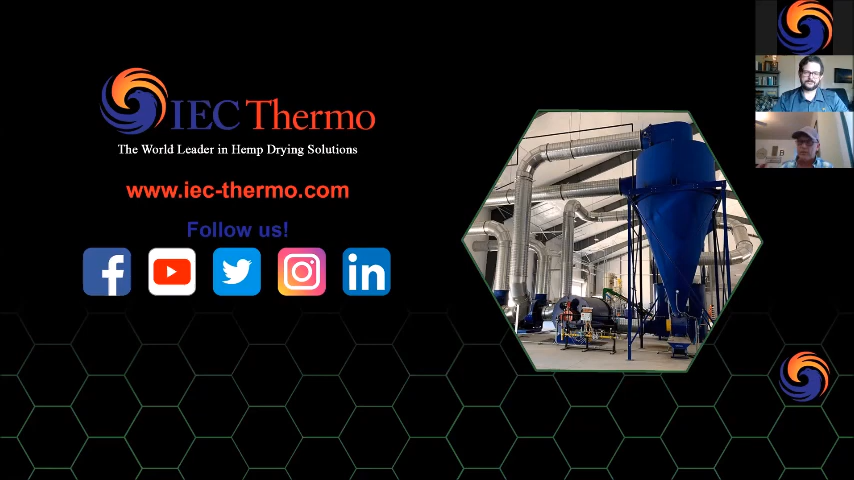 IEC Thermo
The World Leader in Hemp Drying Solutions
www.iec-thermo.com
Follow us!